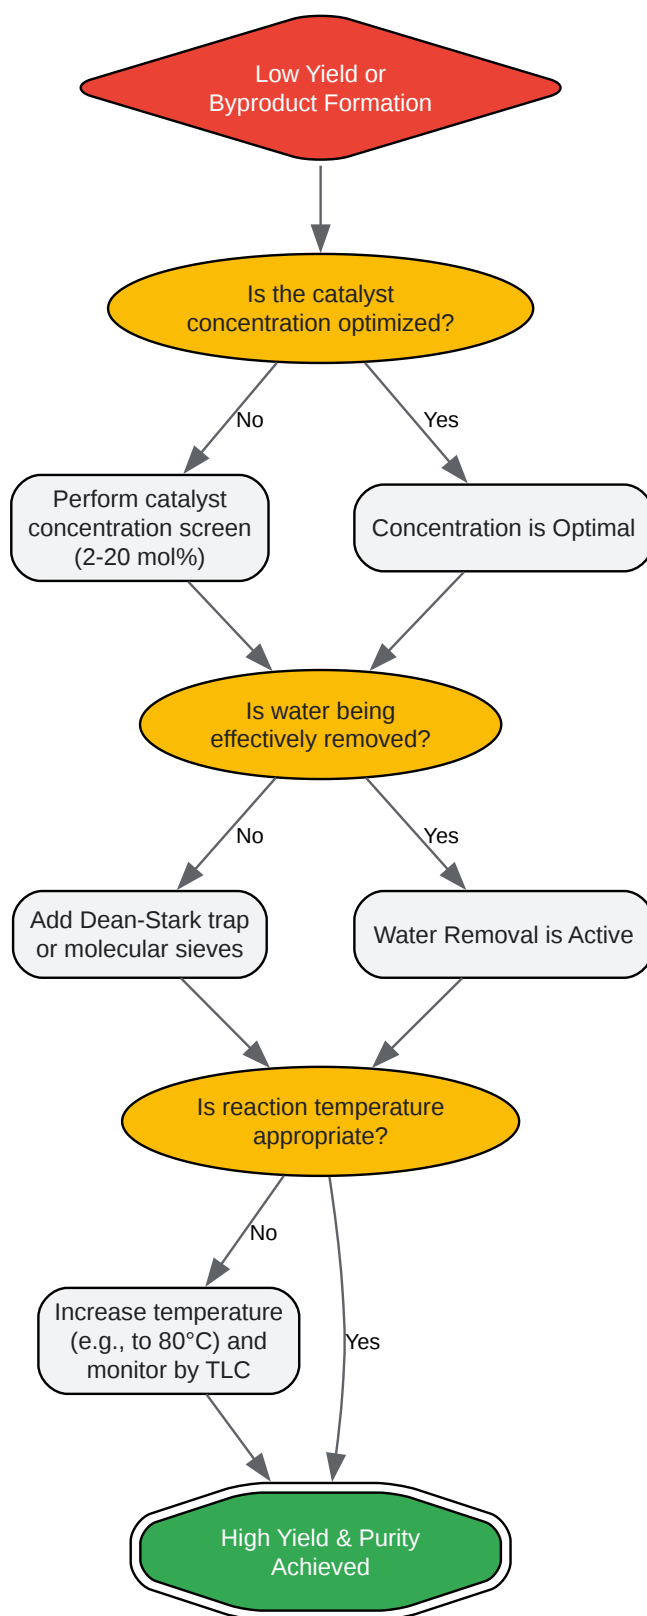 Low Yield or
Byproduct Formation
Is the catalyst
concentration optimized?
No
Yes
Perform catalyst
concentration screen
(2-20 mol%)
Concentration is Optimal
Is water being
effectively removed?
No
Yes
Add Dean-Stark trap
or molecular sieves
Water Removal is Active
Is reaction temperature
appropriate?
No
Increase temperature
(e.g., to 80°C) and
monitor by TLC
Yes
High Yield & Purity
Achieved